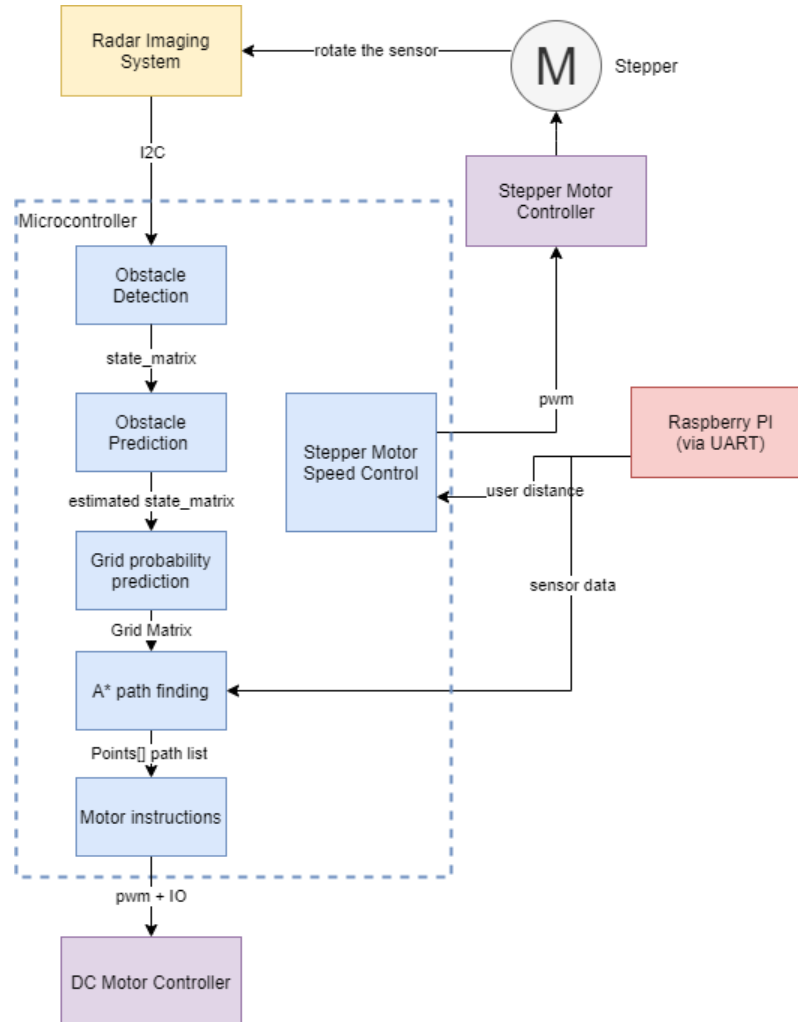 Radar Imaging
System
rotate the sensor
M
Stepper
I2C
Stepper Motor
Controller
Microcontroller
Obstacle
Detection
state_matrix
Obstacle
Prediction
Stepper Motor
Speed Control
pwm
Raspberry PI
(via UART)
user distance
estimated state_matrix
Grid probability
prediction
sensor data
Grid Matrix
A* path finding
Points[] path list
Motor instructions
pwm + IO
DC Motor Controller